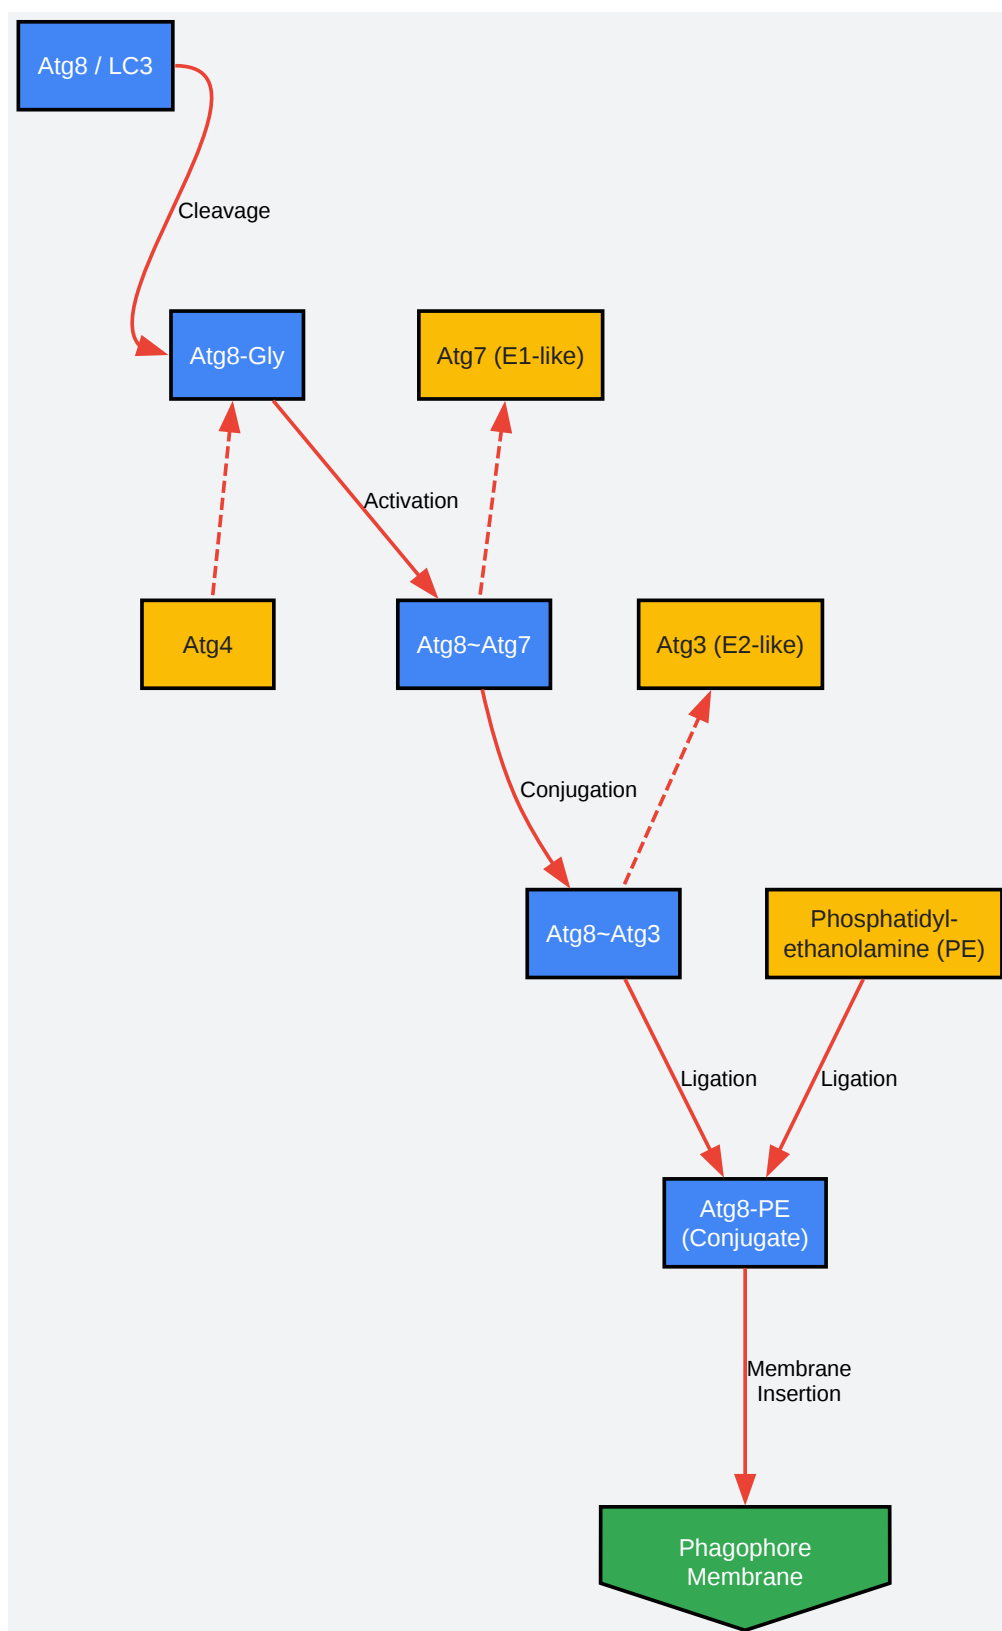 Atg8 / LC3
Cleavage
Atg8-Gly
Atg7 (E1-like)
Activation
Atg4
Atg8~Atg7
Atg3 (E2-like)
Conjugation
Atg8~Atg3
Phosphatidyl-
ethanolamine (PE)
Ligation
Ligation
Atg8-PE
(Conjugate)
Membrane
Insertion
Phagophore
Membrane